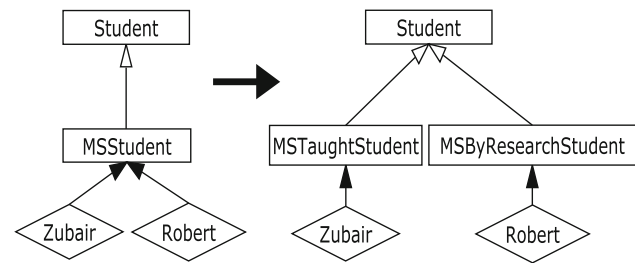 Student
MSStudent
Zubair
Robert
Student
MSTaughtStudent
MSByResearchStudent
Zubair
Robert